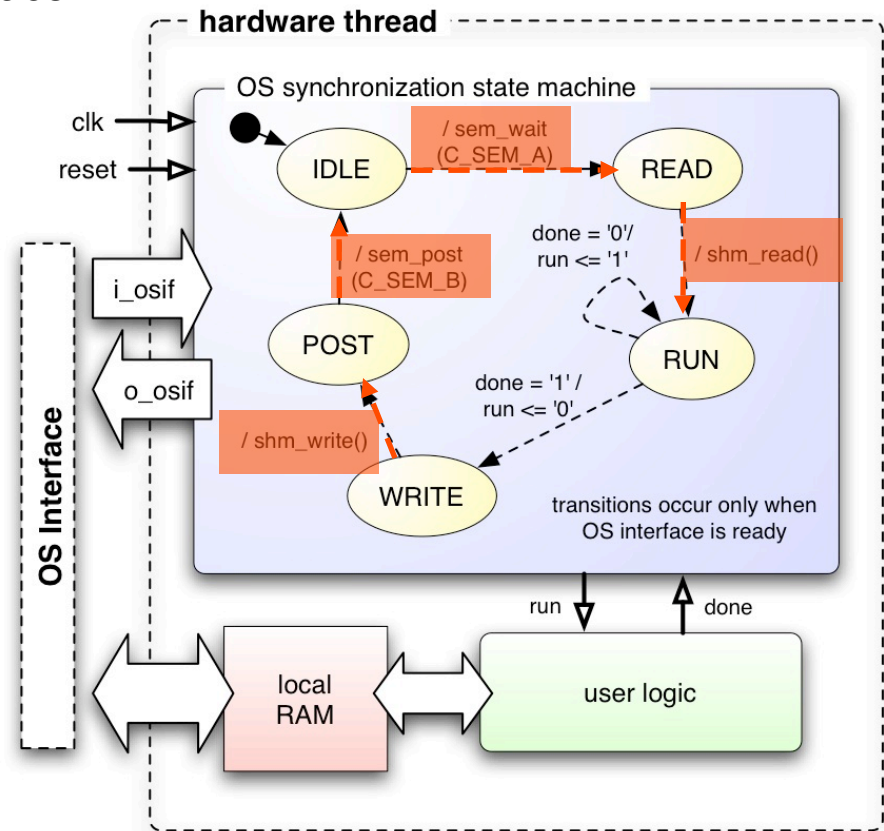 hardware thread
OS synchronization state machine
clk
reset
IDLE
/ sem_wait
(C_SEM_A)
READ
/ sem_post
(C_SEM_B)
done = '0'/
run <= '1'
/ shm_read()
i_osif
o_osif
POST
RUN
done = '1' /
run <= '0'
/ shm_write()
WRITE
transitions occur only when
OS interface is ready
OS Interface
run
done
local
RAM
user logic